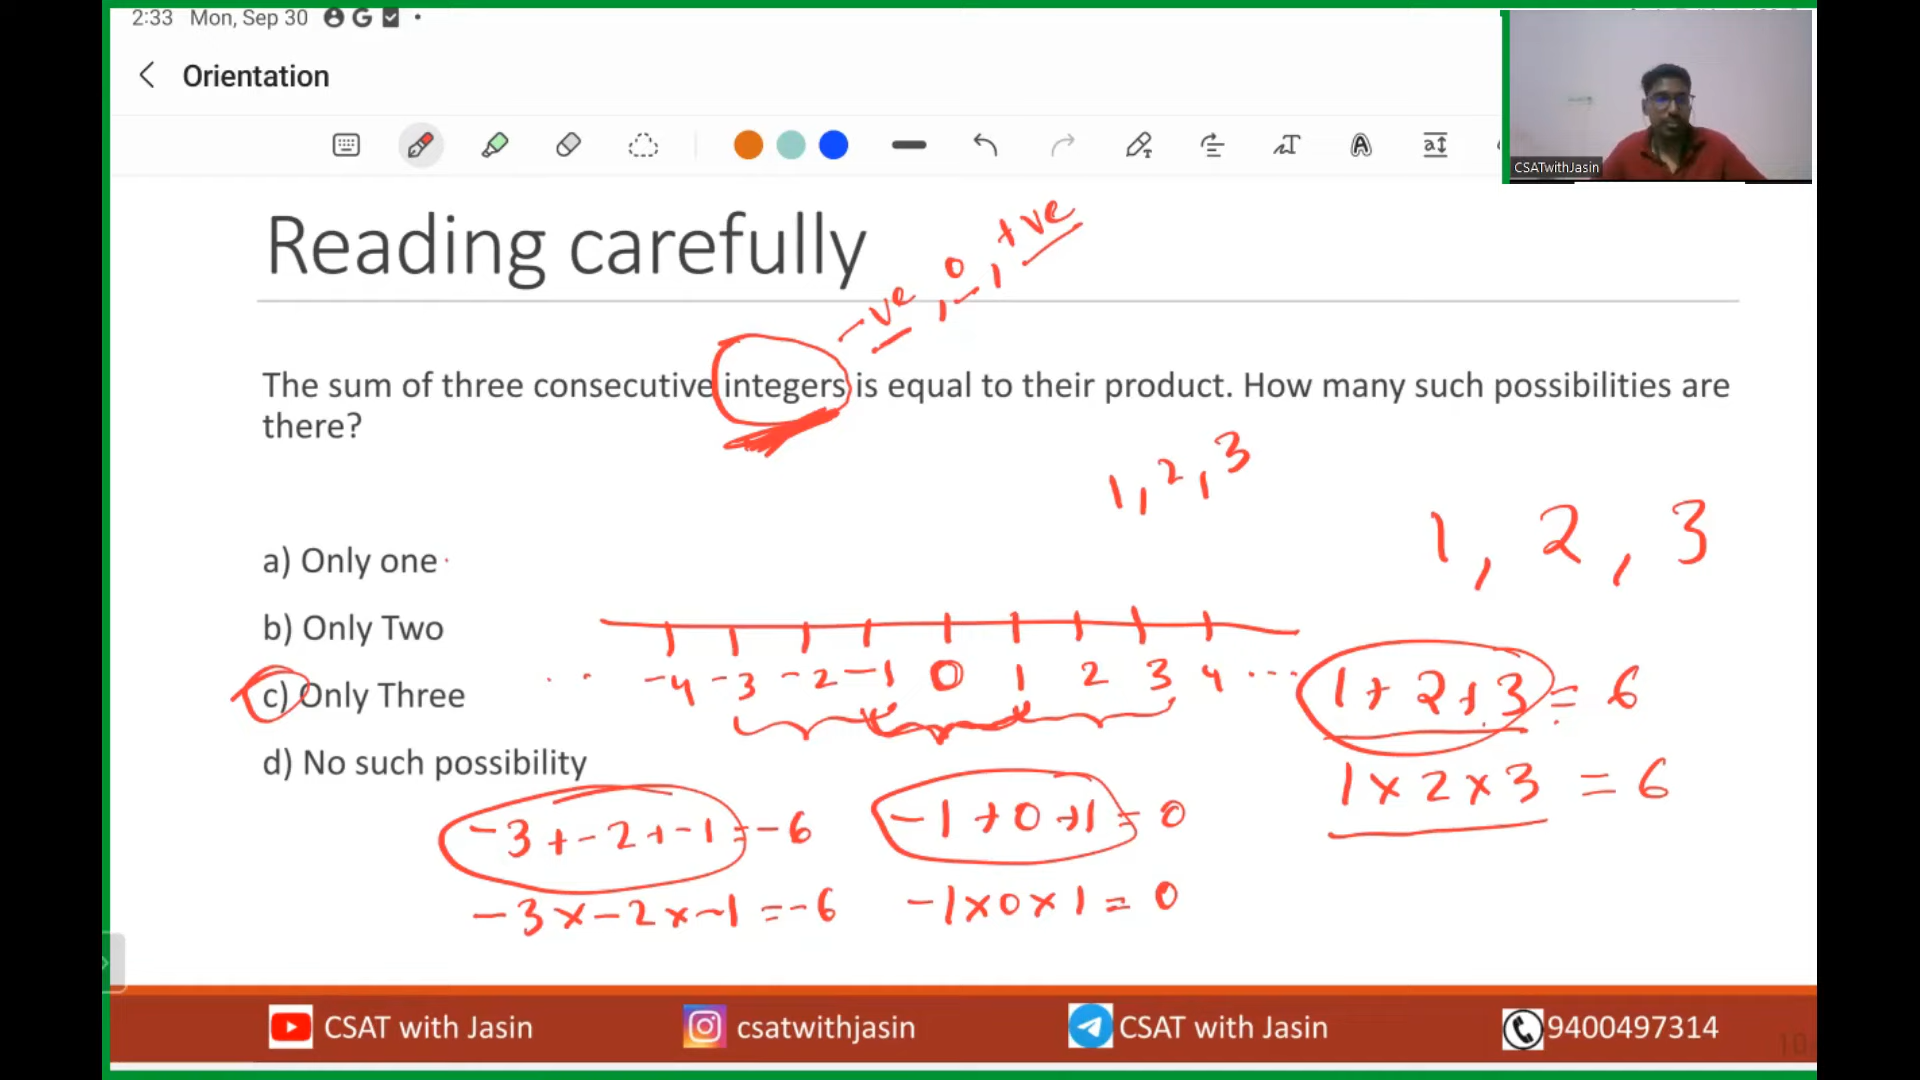 2:33 Mon, Sep 30
Orientation
CSATwithJasin
Reading carefully
-ve, 0, +ve
The sum of three consecutive integers is equal to their product. How many such possibilities are
there?
1, 2, 3
1, 2, 3
a) Only one
b) Only Two
c) Only Three
d) No such possibility
.. -4 -3 -2 -1 0 1 2 3 4 ...
1 + 2 + 3 = 6
1 × 2 × 3 = 6
-3 + -2 + -1 = -6
-1 + 0 + 1 = 0
-3 × -2 × -1 = -6
-1 × 0 × 1 = 0
CSAT with Jasin
csatwithjasin
CSAT with Jasin
9400497314
10